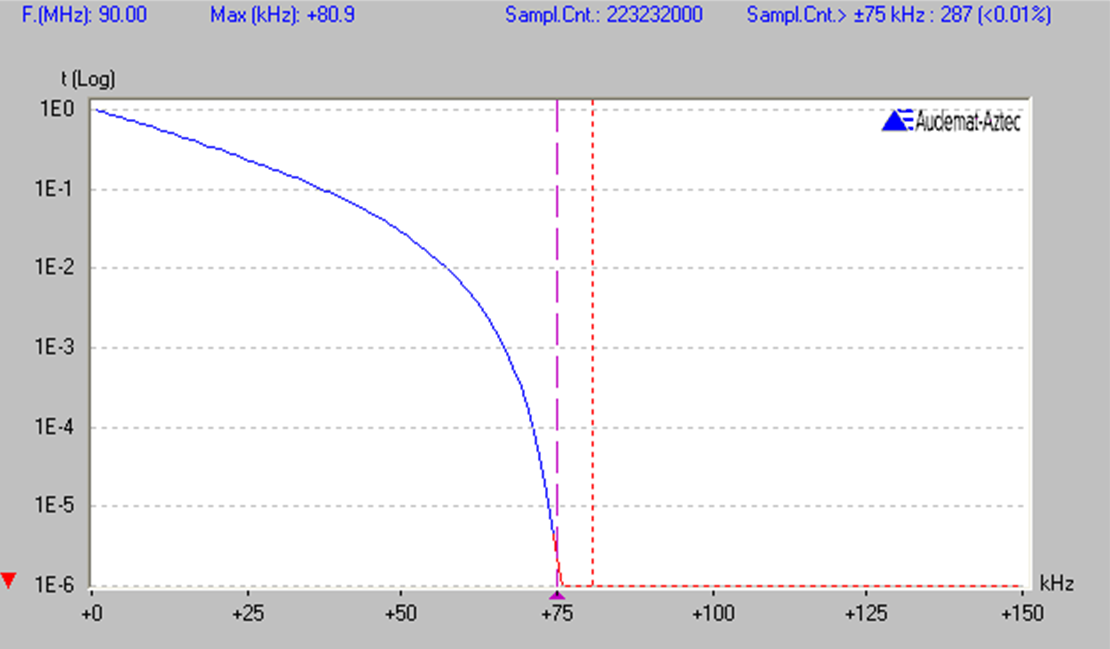 F.(MHz): 90.00 Max (kHz): +80.9 Sampl.Cnt.: 223232000 Sampl.Cnt.> ±75 kHz : 287 (<0.01%)
t (Log)
1E0
Audemat-Aztec
1E-1
1E-2
1E-3
1E-4
1E-5
1E-6
kHz
+0 +25 +50 +75 +100 +125 +150